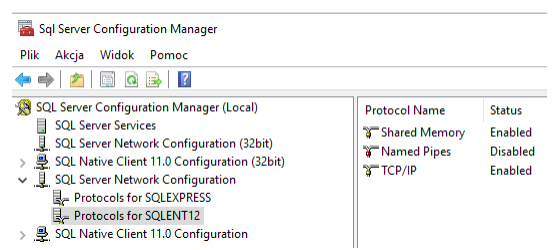 Sql Server Configuration Manager
Plik Akcja Widok Pomoc
SQL Server Configuration Manager (Local)
SQL Server Services
SQL Server Network Configuration (32bit)
SQL Native Client 11.0 Configuration (32bit)
SQL Server Network Configuration
Protocols for SQLEXPRESS
Protocols for SQLENT12
SQL Native Client 11.0 Configuration
Protocol Name Status
Shared Memory Enabled
Named Pipes Disabled
TCP/IP Enabled